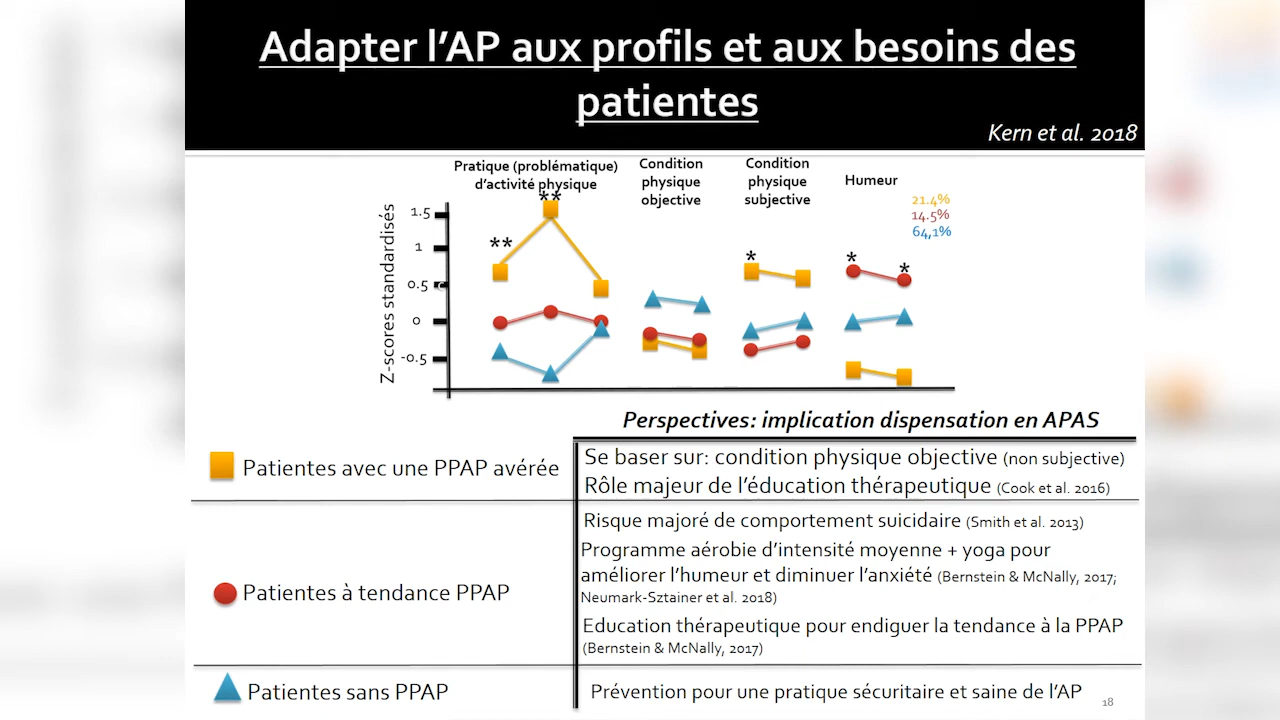 Adapter l'AP aux profils et aux besoins des
patientes
Kern et al. 2018
Pratique (problématique)
d'activité physique
Condition
physique
objective
Condition
physique
subjective
Humeur
21.4%
14.5%
64,1%
Z-scores standardisés
1.5
1
0.5
0
-0.5
**
**
*
*
*
Perspectives: implication dispensation en APAS
Patientes avec une PPAP avérée
Se baser sur: condition physique objective (non subjective)
Rôle majeur de l'éducation thérapeutique (Cook et al. 2016)
Patientes à tendance PPAP
Risque majoré de comportement suicidaire (Smith et al. 2013)
Programme aérobie d'intensité moyenne + yoga pour
améliorer l'humeur et diminuer l'anxiété (Bernstein & McNally, 2017;
Neumark-Sztainer et al. 2018)
Education thérapeutique pour endiguer la tendance à la PPAP
(Bernstein & McNally, 2017)
Patientes sans PPAP
Prévention pour une pratique sécuritaire et saine de l'AP
18